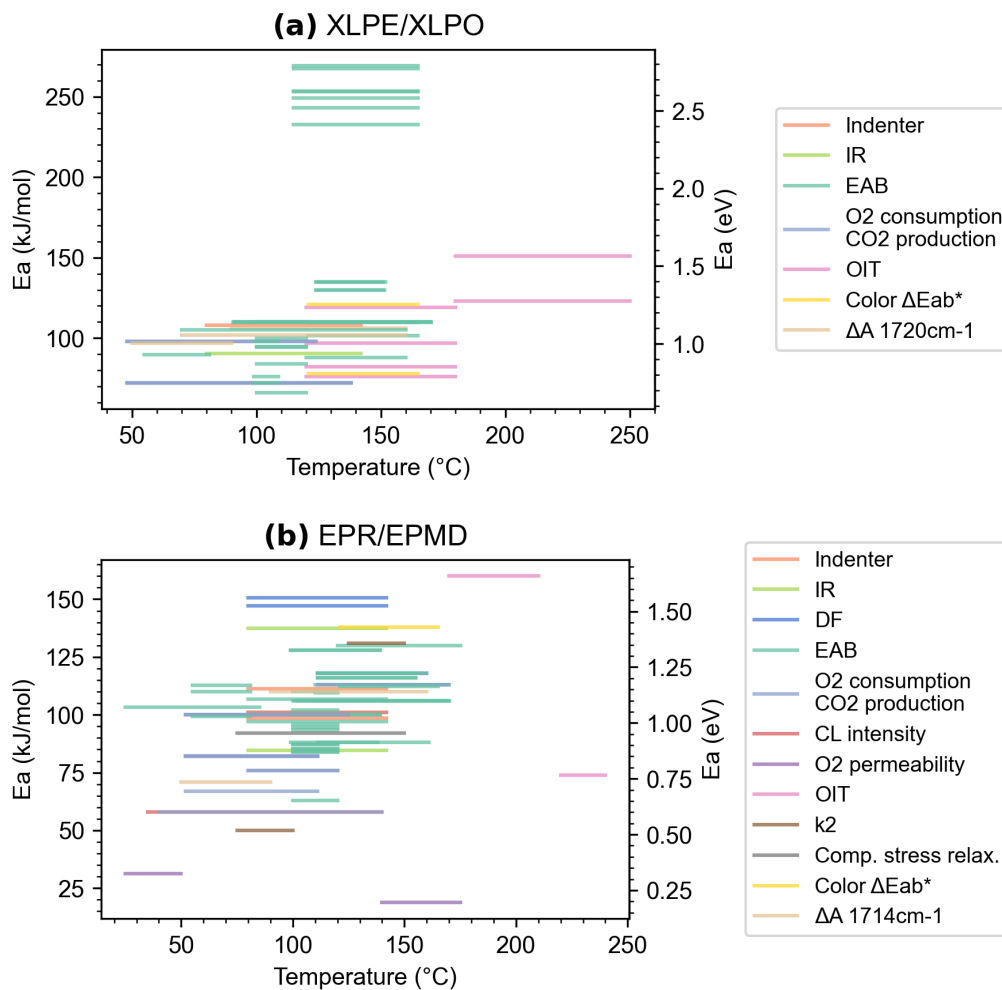 (a) XLPE/XLPO
Ea (kJ/mol)
250
200
150
100
2.5
2.0
1.5
1.0
Ea (eV)
50
100
150
200
250
Temperature (°C)
Indenter
IR
EAB
O2 consumption
CO2 production
OIT
Color ΔEab*
ΔA 1720cm-1
(b) EPR/EPMD
Ea (kJ/mol)
150
125
100
75
50
25
1.50
1.25
1.00
0.75
0.50
0.25
Ea (eV)
50
100
150
200
250
Temperature (°C)
Indenter
IR
DF
EAB
O2 consumption
CO2 production
CL intensity
O2 permeability
OIT
k2
Comp. stress relax.
Color ΔEab*
ΔA 1714cm-1